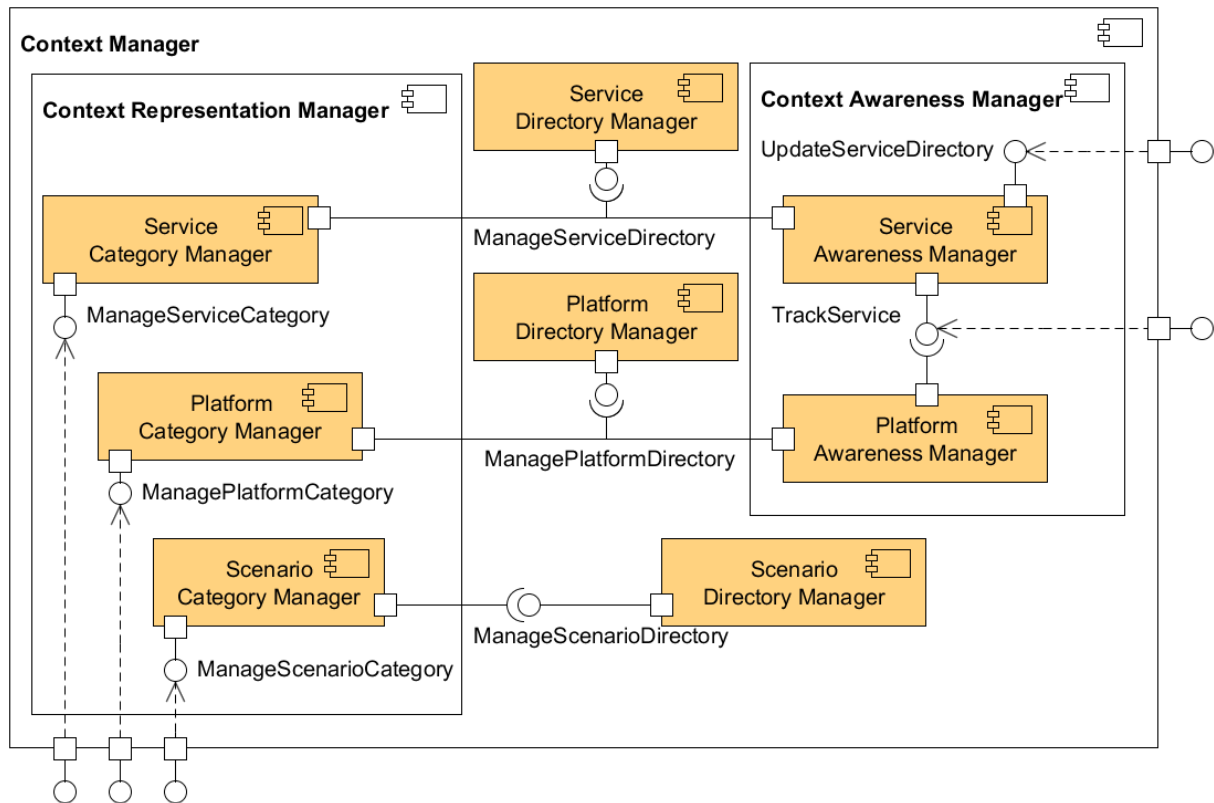 Context Manager
Context Representation Manager
Service
Directory Manager
Context Awareness Manager
UpdateServiceDirectory
Service
Category Manager
ManageServiceDirectory
Service
Awareness Manager
ManageServiceCategory
Platform
Directory Manager
TrackService
Platform
Category Manager
ManagePlatformDirectory
Platform
Awareness Manager
ManagePlatformCategory
Scenario
Category Manager
Scenario
Directory Manager
ManageScenarioDirectory
ManageScenarioCategory